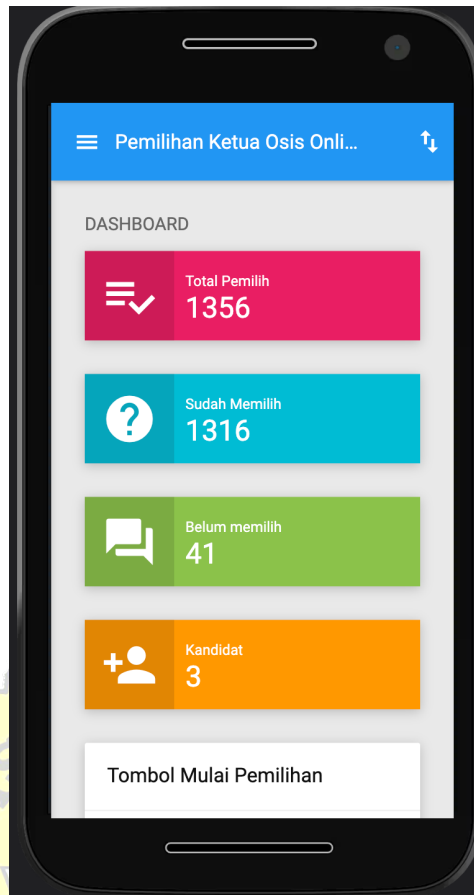 Pemilihan Ketua Osis Onli...
DASHBOARD
Total Pemilih
1356
Sudah Memilih
1316
Belum memilih
41
Kandidat
3
Tombol Mulai Pemilihan